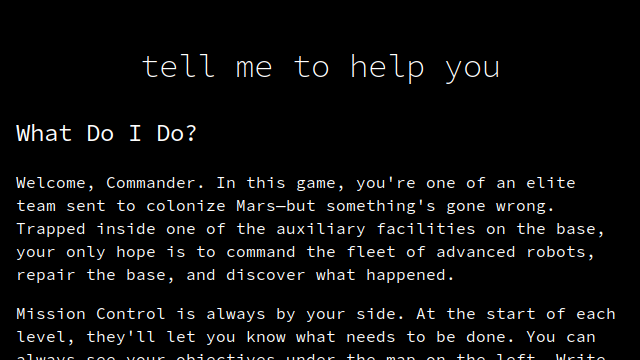 tell me to help you
What Do I Do?
Welcome, Commander. In this game, you're one of an elite
team sent to colonize Mars—but something's gone wrong.
Trapped inside one of the auxiliary facilities on the base,
your only hope is to command the fleet of advanced robots,
repair the base, and discover what happened.
Mission Control is always by your side. At the start of each
level, they'll let you know what needs to be done. You can
always see your objectives under the map on the left. Write